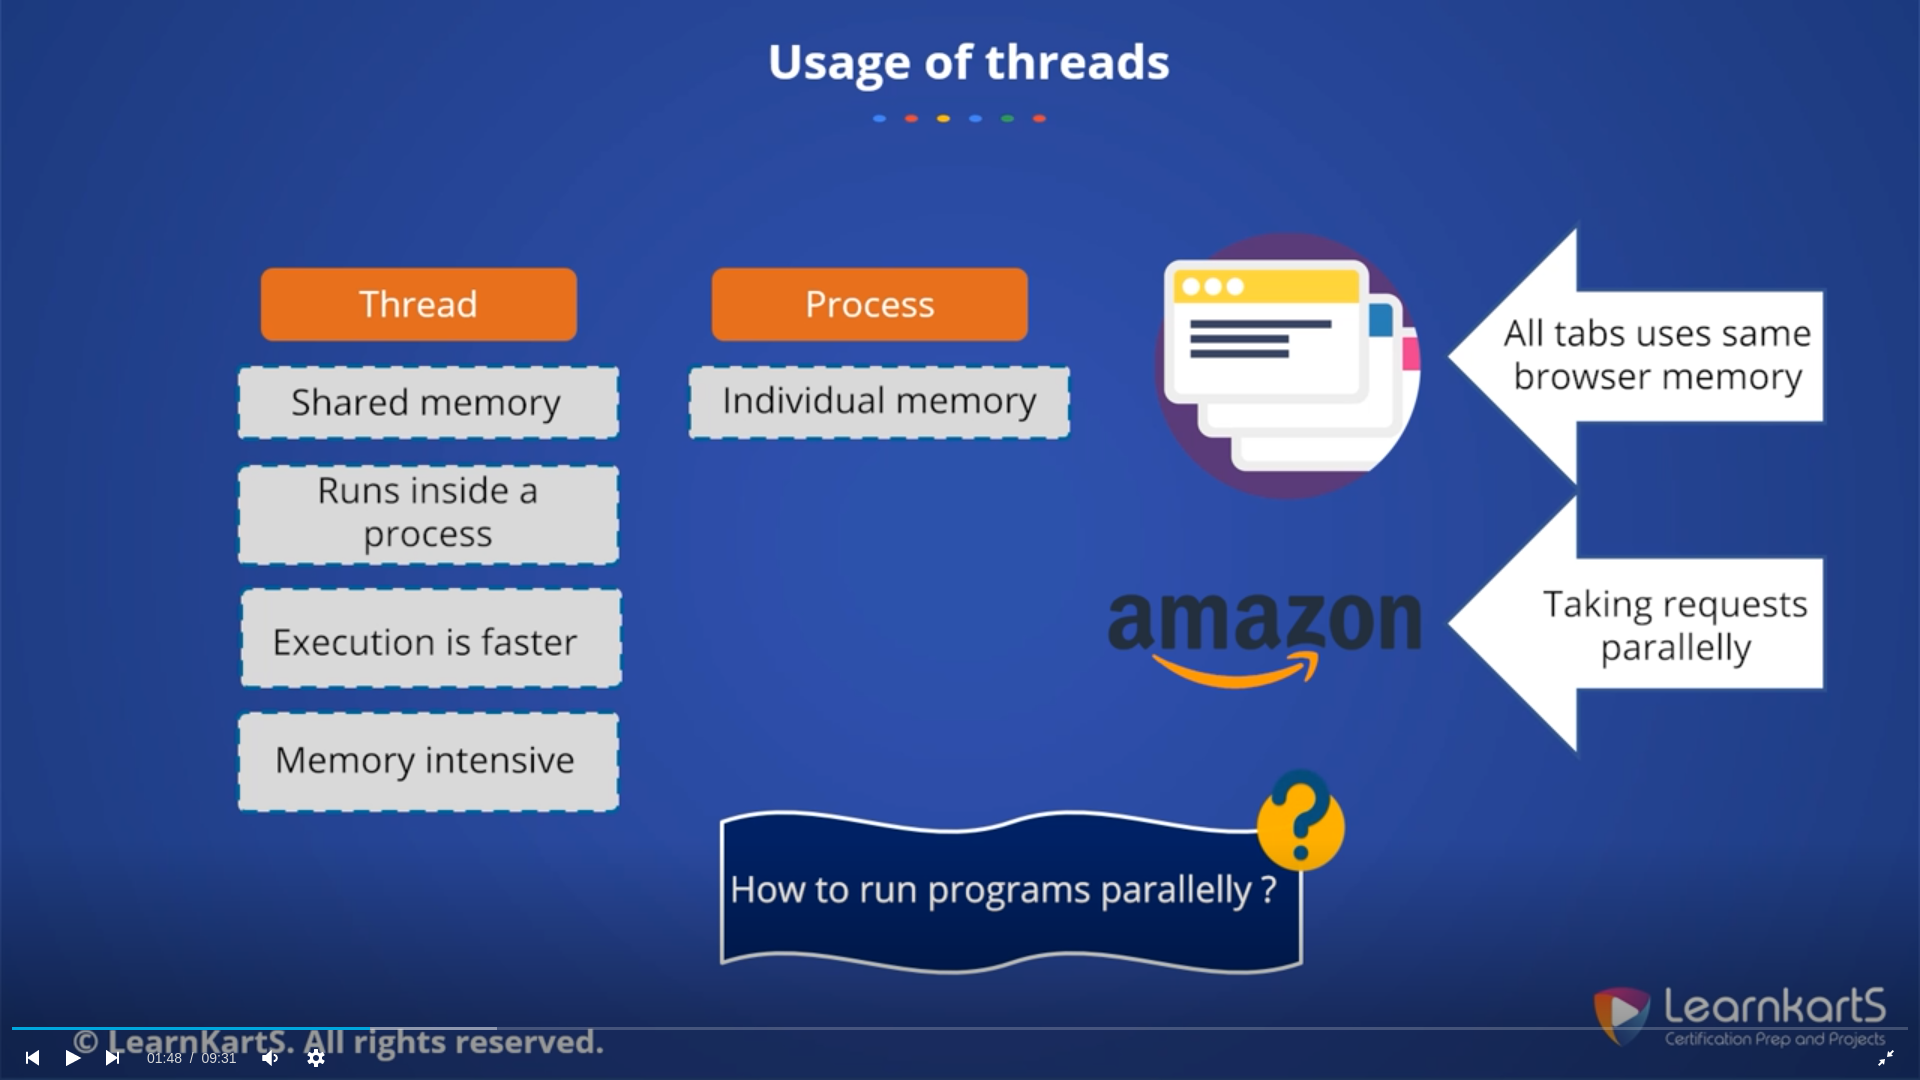 Usage of threads
Thread
Shared memory
Runs inside a
process
Execution is faster
Memory intensive
Process
Individual memory
All tabs uses same
browser memory
amazon
Taking requests
parallelly
How to run programs parallelly ?
?
LearnkartS
Certification Prep and Projects
© LearnKartS. All rights reserved.
01:48 / 09:31